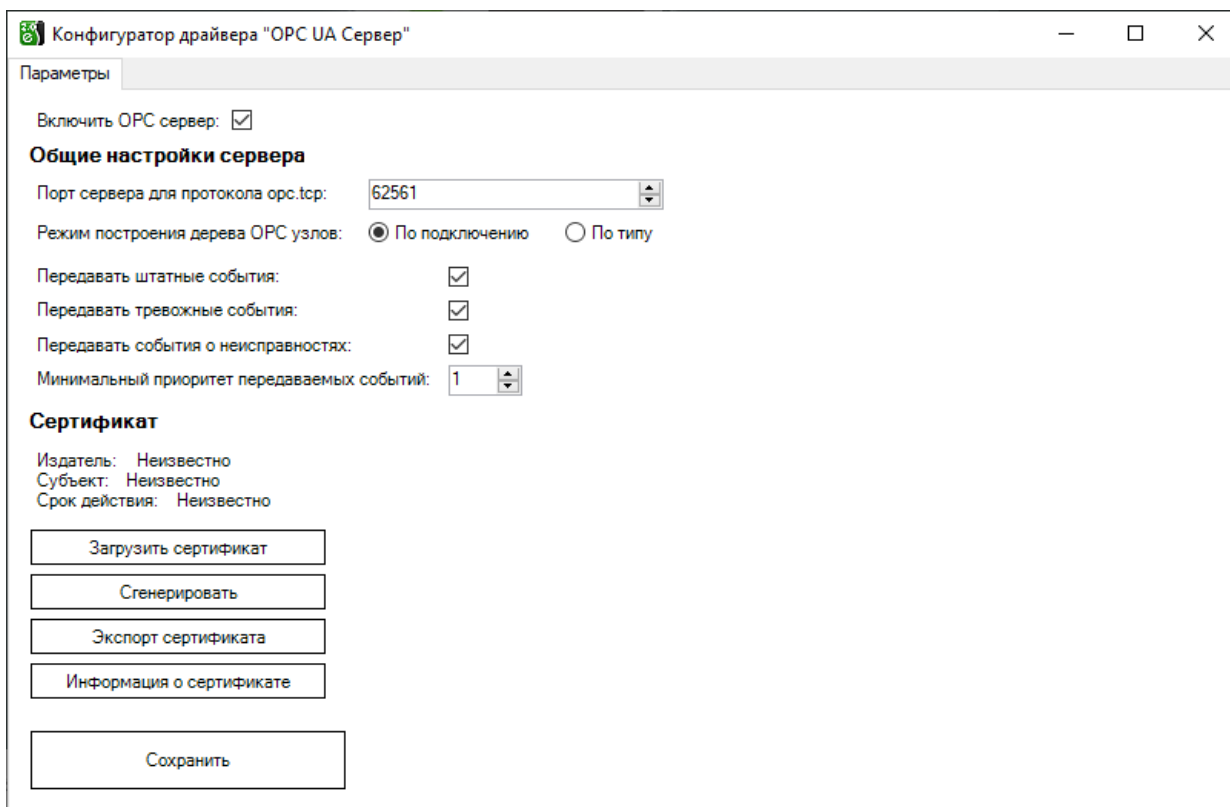 Конфигуратор драйвера "OPC UA Сервер"
Параметры
Включить OPC сервер:
Общие настройки сервера
Порт сервера для протокола opc.tcp: 62561
Режим построения дерева OPC узлов: По подключению По типу
Передавать штатные события:
Передавать тревожные события:
Передавать события о неисправностях:
Минимальный приоритет передаваемых событий: 1
Сертификат
Издатель: Неизвестно
Субъект: Неизвестно
Срок действия: Неизвестно
Загрузить сертификат
Сгенерировать
Экспорт сертификата
Информация о сертификате
Сохранить